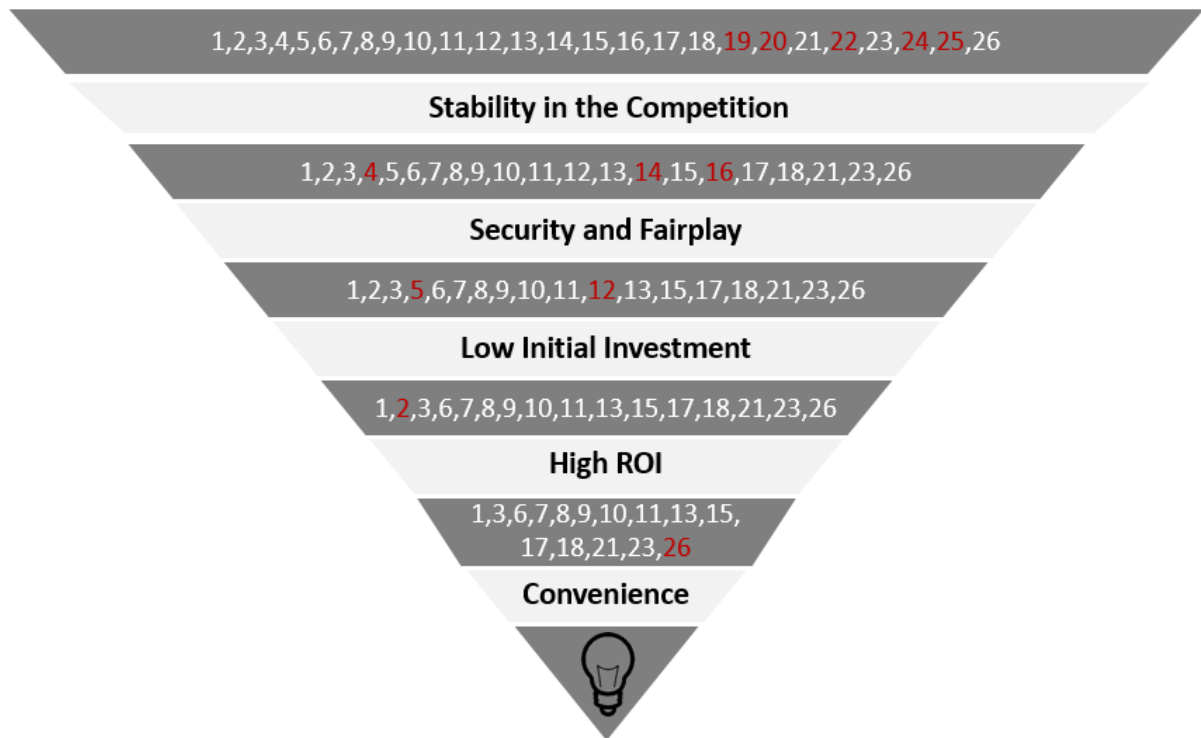 1,2,3,4,5,6,7,8,9,10,11,12,13,14,15,16,17,18,19,20,21,22,23,24,25,26
Stability in the Competition
1,2,3,4,5,6,7,8,9,10,11,12,13,14,15,16,17,18,21,23,26
Security and Fairplay
1,2,3,5,6,7,8,9,10,11,12,13,15,17,18,21,23,26
Low Initial Investment
1,2,3,6,7,8,9,10,11,13,15,17,18,21,23,26
High ROI
1,3,6,7,8,9,10,11,13,15,
17,18,21,23,26
Convenience